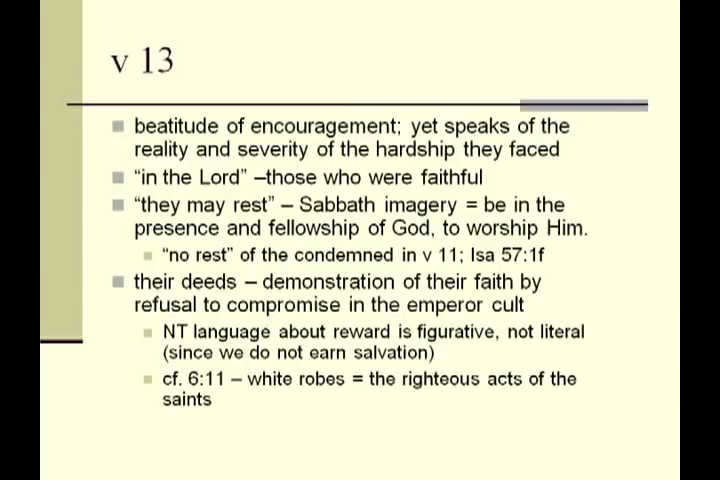 v 13
beatitude of encouragement; yet speaks of the
reality and severity of the hardship they faced
“in the Lord” –those who were faithful
“they may rest” – Sabbath imagery = be in the
presence and fellowship of God, to worship Him.
“no rest” of the condemned in v 11; Isa 57:1f
their deeds – demonstration of their faith by
refusal to compromise in the emperor cult
NT language about reward is figurative, not literal
(since we do not earn salvation)
cf. 6:11 – white robes = the righteous acts of the
saints